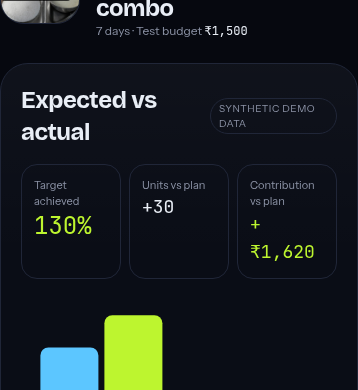 combo
7 days · Test budget ₹1,500
Expected vs
actual
SYNTHETIC DEMO
DATA
Target
achieved
130%
Units vs plan
+30
Contribution
vs plan
+
₹1,620